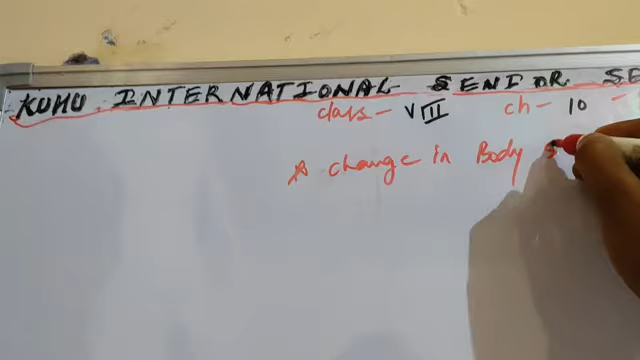 KUHU INTERNATIONAL SENIOR SE
class - VIII ch - 10 -
A change in Body s